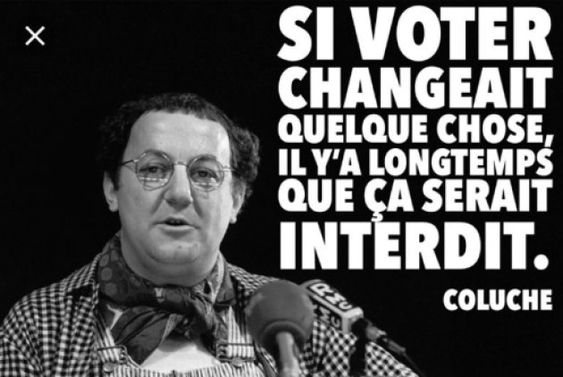 SI VOTER
CHANGEAIT
QUELQUE CHOSE,
IL Y'A LONGTEMPS
QUE ÇA SERAIT
INTERDIT.
COLUCHE